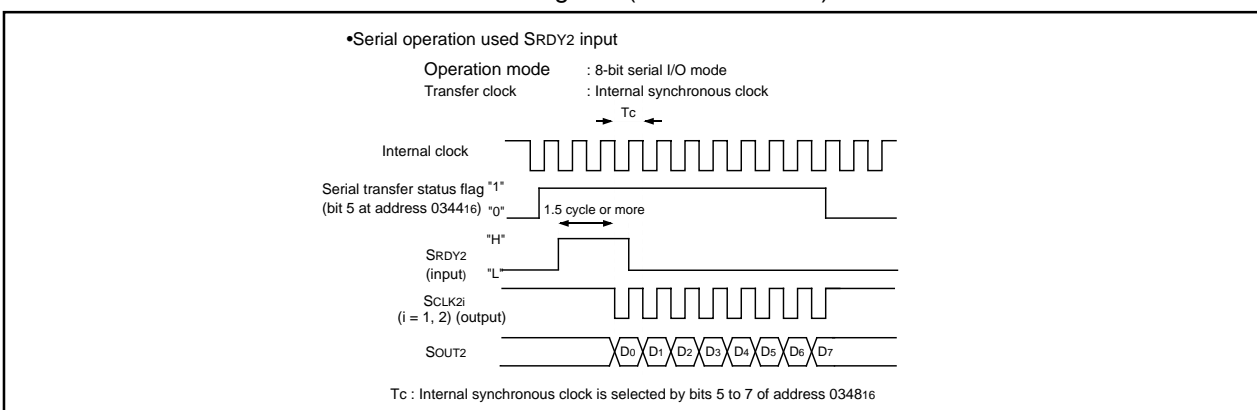 •Serial operation used SRDY2 input
Operation mode : 8-bit serial I/O mode
Transfer clock : Internal synchronous clock
Tc
Internal clock
Serial transfer status flag "1"
(bit 5 at address 034416) "0"
1.5 cycle or more
"H"
SRDY2
(input) "L"
SCLK2i
(i = 1, 2) (output)
SOUT2 D0 D1 D2 D3 D4 D5 D6 D7
Tc : Internal synchronous clock is selected by bits 5 to 7 of address 034816